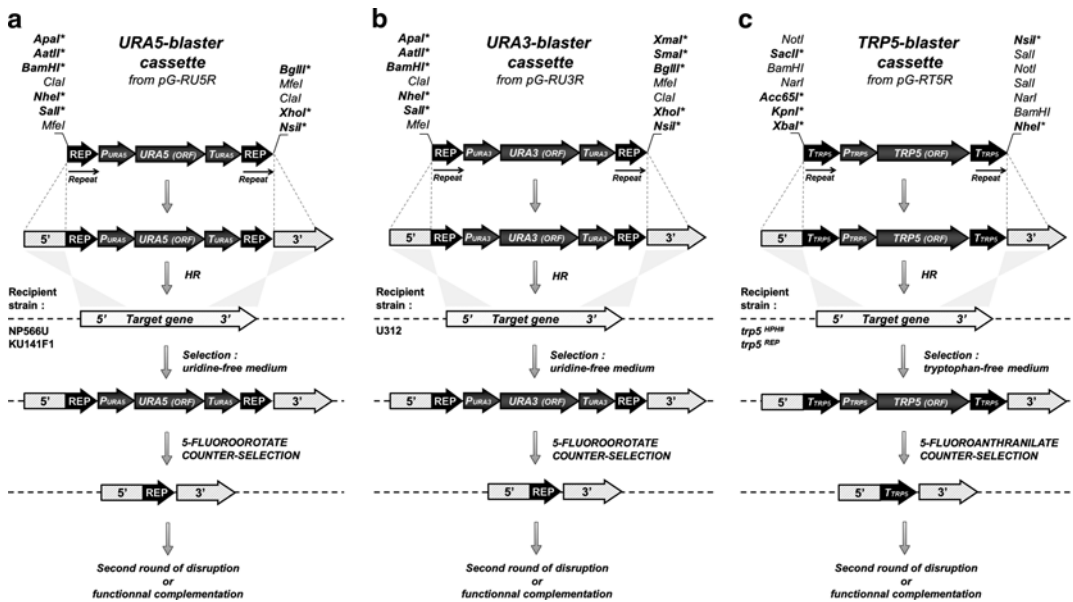 a
URA5-blaster
cassette
from pG-RU5R
ApaI*
AatII*
BamHI*
ClaI
NheI*
SalI*
MfeI
BglII*
MfeI
ClaI
XhoI*
NsiI*
REP PURA5 URA5 (ORF) TURA5 REP
Repeat Repeat
5' REP PURA5 URA5 (ORF) TURA5 REP 3'
HR
Recipient
strain :
NP566U
KU141F1
5' Target gene 3'
Selection :
uridine-free medium
REP PURA5 URA5 (ORF) TURA5 REP
5-FLUOROOROTATE
COUNTER-SELECTION
5' REP 3'
Second round of disruption
or
functionnal complementation
b
URA3-blaster
cassette
from pG-RU3R
ApaI*
AatII*
BamHI*
ClaI
NheI*
SalI*
MfeI
XmaI*
SmaI*
BglII*
MfeI
ClaI
XhoI*
NsiI*
REP PURA3 URA3 (ORF) TURA3 REP
Repeat Repeat
5' REP PURA3 URA3 (ORF) TURA3 REP 3'
HR
Recipient
strain :
U312
5' Target gene 3'
Selection :
uridine-free medium
REP PURA3 URA3 (ORF) TURA3 REP
5-FLUOROOROTATE
COUNTER-SELECTION
5' REP 3'
Second round of disruption
or
functionnal complementation
c
TRP5-blaster
cassette
from pG-RT5R
NotI
SacII*
BamHI
NarI
Acc65I*
KpnI*
XbaI*
NsiI*
SalI
NotI
SalI
NarI
BamHI
NheI*
TTRP5 PTRP5 TRP5 (ORF) TTRP5
Repeat Repeat
5' TTRP5 PTRP5 TRP5 (ORF) TTRP5 3'
HR
Recipient
strain :
trp5 HPH#
trp5 REP
5' Target gene 3'
Selection :
tryptophan-free medium
TTRP5 PTRP5 TRP5 (ORF) TTRP5
5-FLUOROANTHRANILATE
COUNTER-SELECTION
5' TTRP5 3'
Second round of disruption
or
functionnal complementation